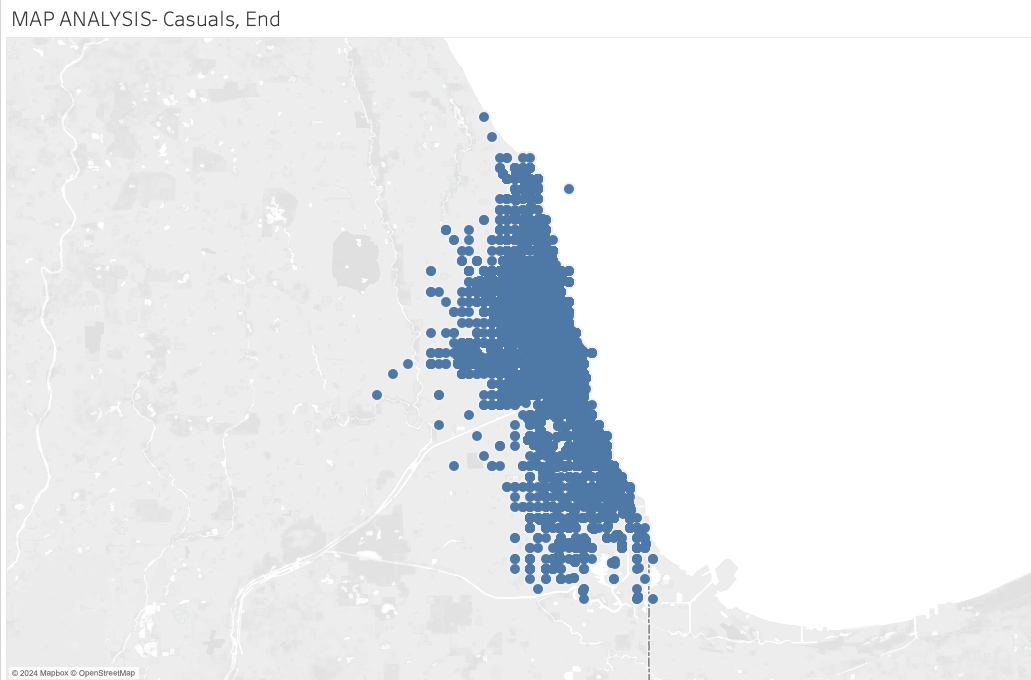 MAP ANALYSIS- Casuals, End
© 2024 Mapbox © OpenStreetMap